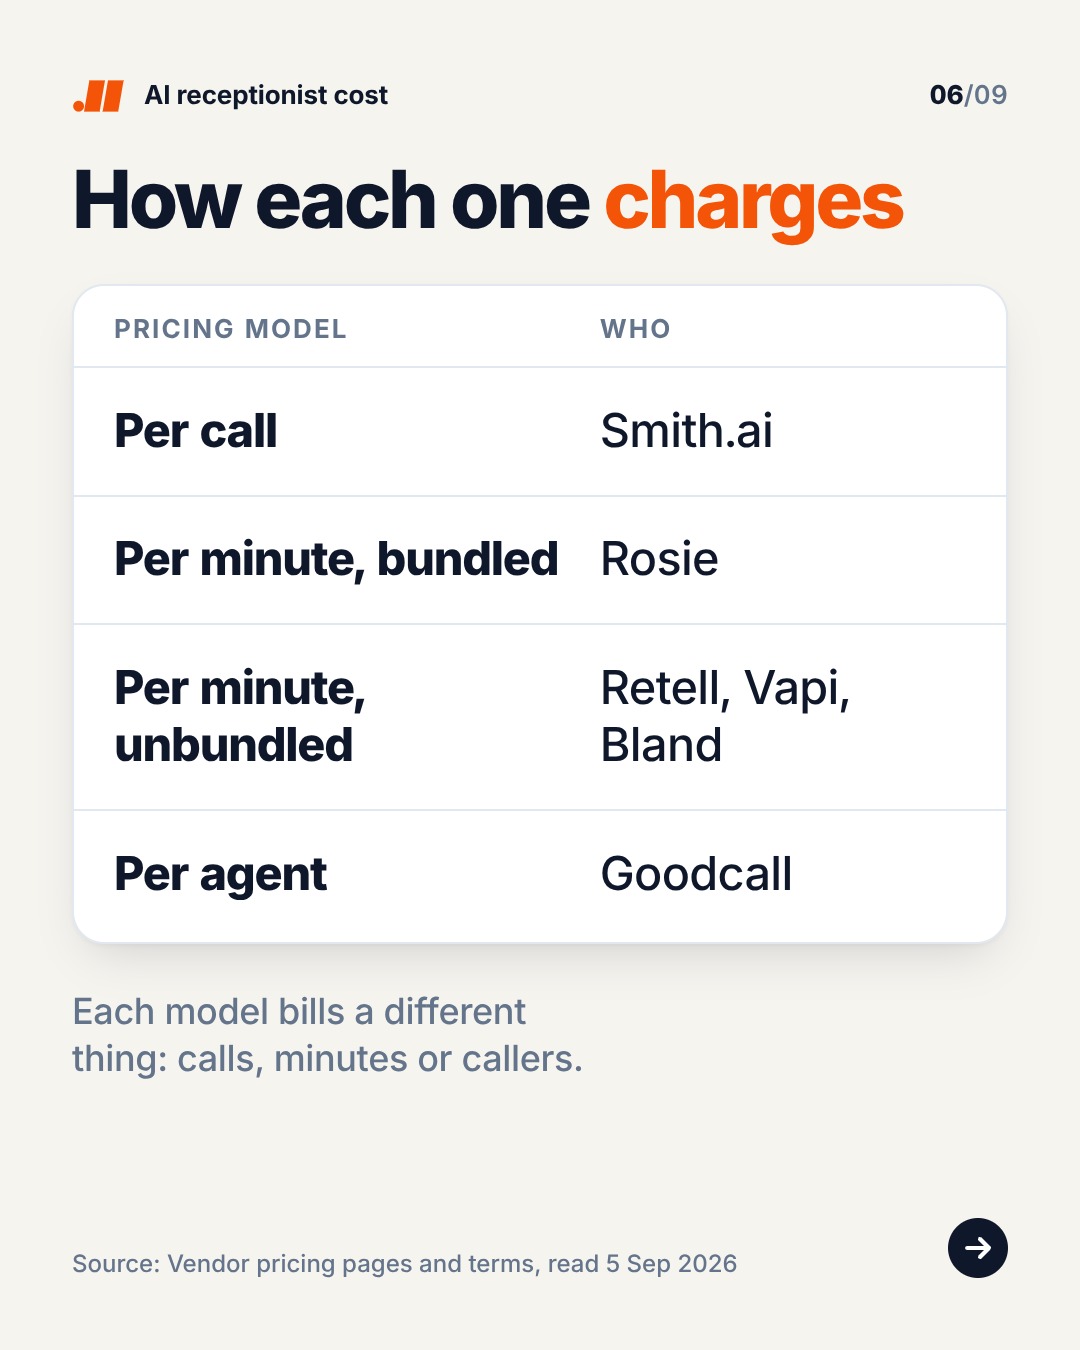 AI receptionist cost
06/09
How each one charges
PRICING MODEL WHO
Per call Smith.ai
Per minute, bundled Rosie
Per minute, unbundled Retell, Vapi, Bland
Per agent Goodcall
Each model bills a different
thing: calls, minutes or callers.
Source: Vendor pricing pages and terms, read 5 Sep 2026